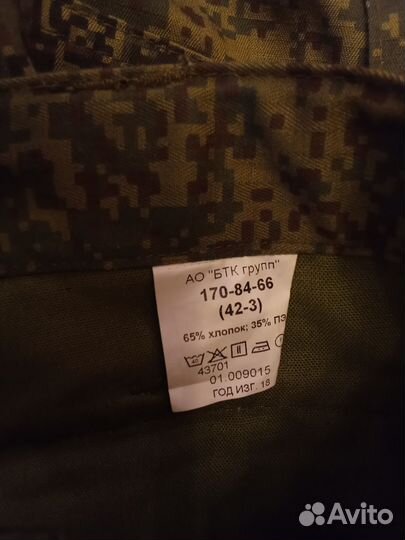 АО "БТК групп"
170-84-66
(42-3)
65% хлопок; 35% ПЭ
40
43701
01.009015
ГОД ИЗГ. 18
Avito